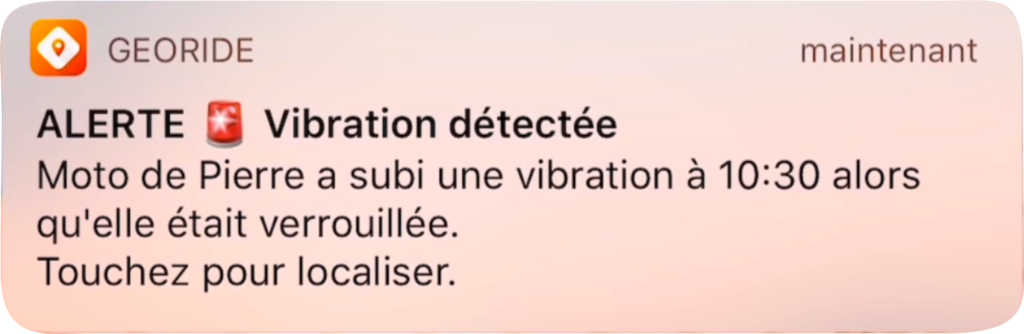 GEORIDE maintenant
ALERTE 🚨 Vibration détectée
Moto de Pierre a subi une vibration à 10:30 alors
qu'elle était verrouillée.
Touchez pour localiser.